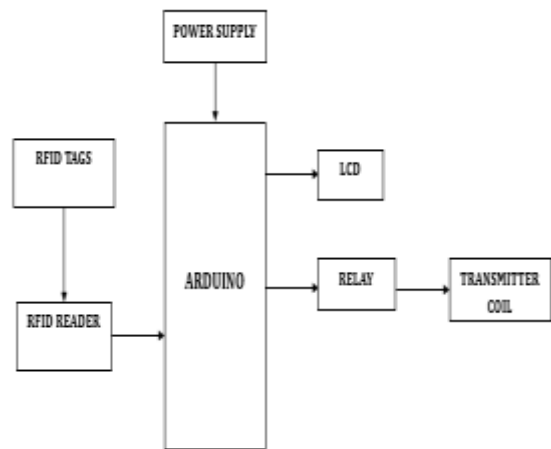 POWER SUPPLY
RFID TAGS
LCD
ARDUINO
RELAY
TRANSMITTER
COIL
RFID READER